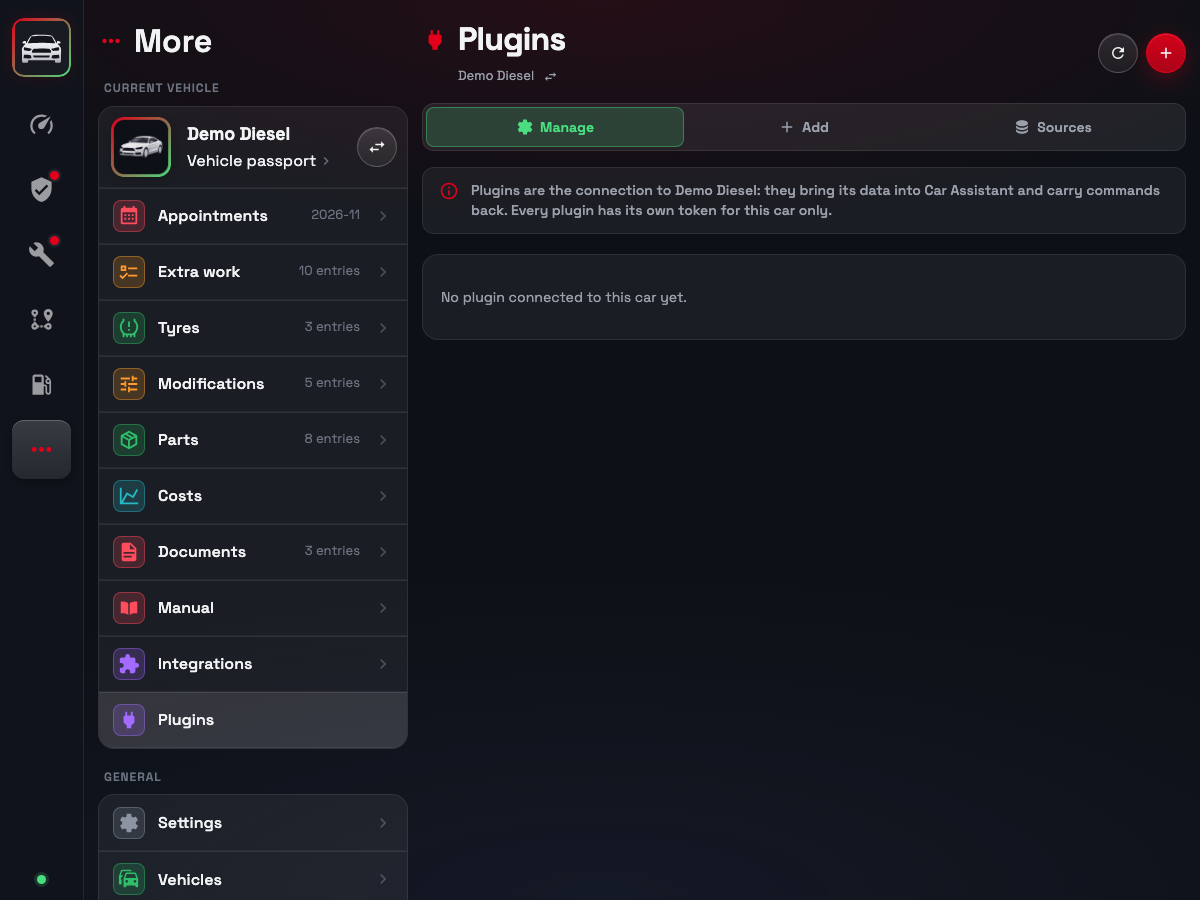 More
CURRENT VEHICLE
Demo Diesel
Vehicle passport
Appointments 2026-11
Extra work 10 entries
Tyres 3 entries
Modifications 5 entries
Parts 8 entries
Costs
Documents 3 entries
Manual
Integrations
Plugins
GENERAL
Settings
Vehicles
Plugins
Demo Diesel
Manage Add Sources
Plugins are the connection to Demo Diesel: they bring its data into Car Assistant and carry commands
back. Every plugin has its own token for this car only.
No plugin connected to this car yet.